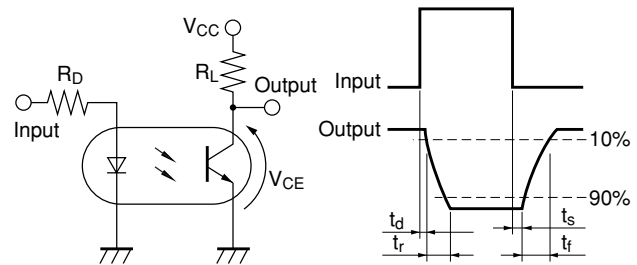 V_CC
R_D
R_L
Output
Input
V_CE
Input
Output
10%
90%
t_d
t_s
t_r
t_f